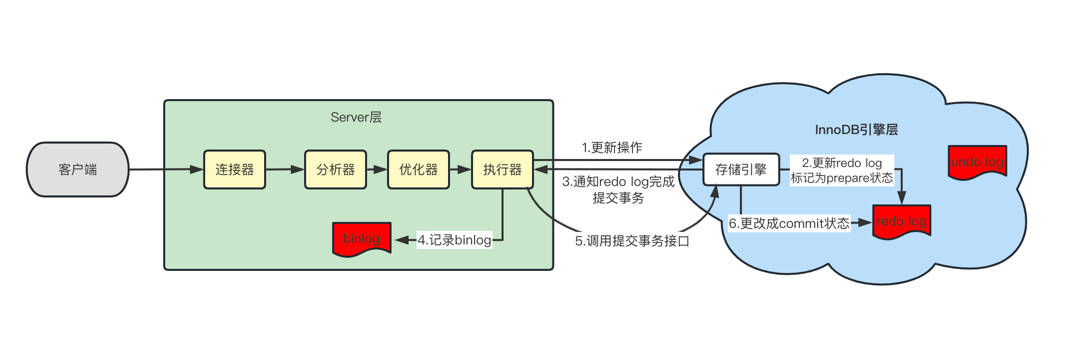 Server层
InnoDB引擎层
客户端
连接器
分析器
优化器
执行器
1.更新操作
3.通知redo log完成
提交事务
存储引擎
2.更新redo log
标记为prepare状态
undo log
redo log
6.更改成commit状态
binlog
4.记录binlog
5.调用提交事务接口